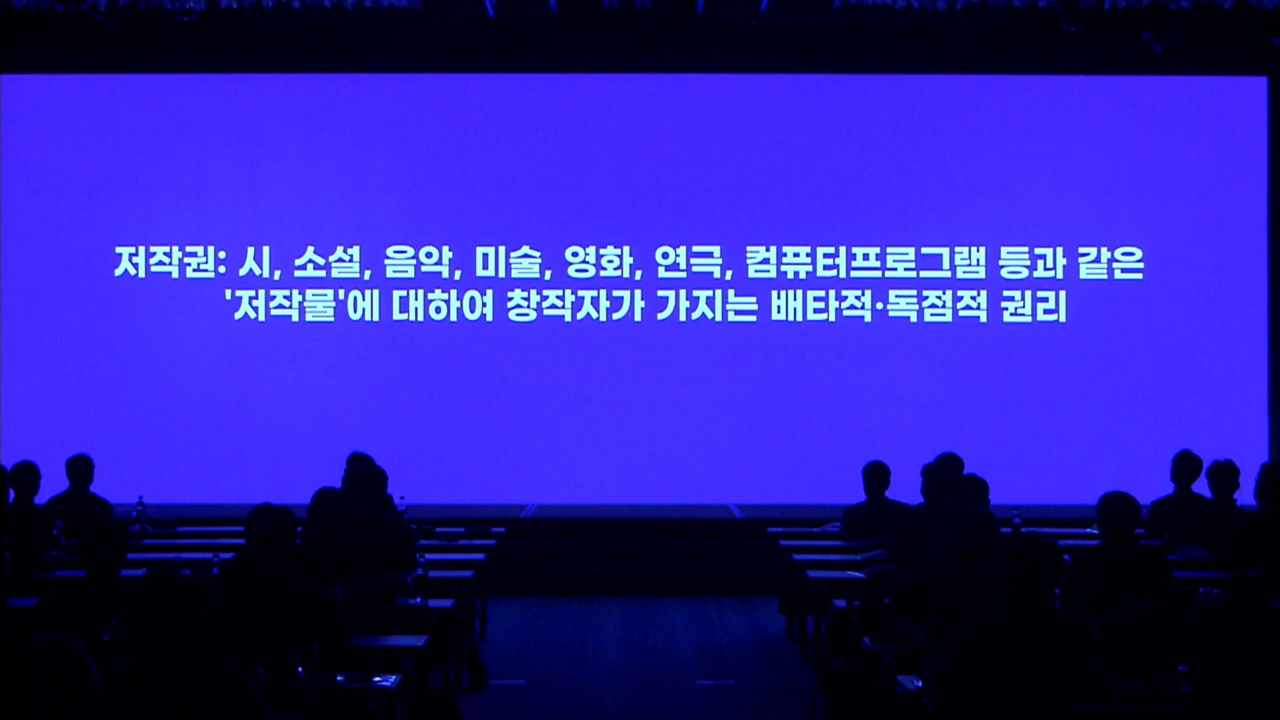 저작권: 시, 소설, 음악, 미술, 영화, 연극, 컴퓨터프로그램 등과 같은
'저작물'에 대하여 창작자가 가지는 배타적·독점적 권리